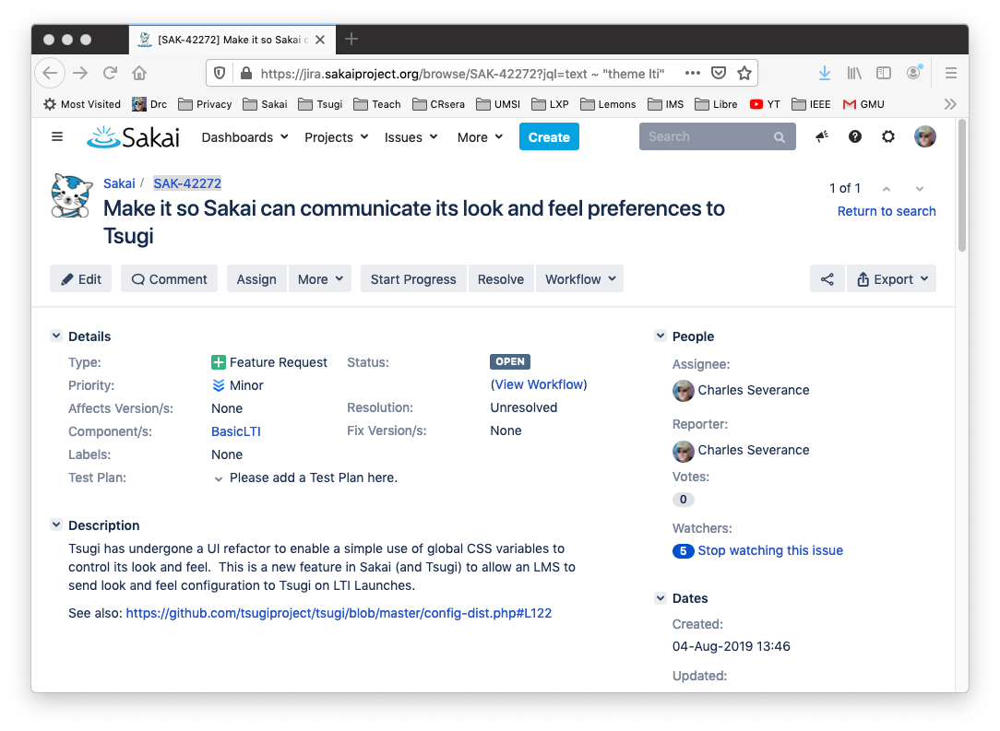 [SAK-42272] Make it so Sakai c
https://jira.sakaiproject.org/browse/SAK-42272?jql=text ~ "theme lti"
Most Visited Drc Privacy Sakai Tsugi Teach CRsera UMSI LXP Lemons IMS Libre YT IEEE GMU
Sakai Dashboards Projects Issues More Create Search
Sakai / SAK-42272
1 of 1
Make it so Sakai can communicate its look and feel preferences to
Tsugi
Return to search
Edit Comment Assign More Start Progress Resolve Workflow Export
Details
Type: Feature Request Status: OPEN
Priority: Minor (View Workflow)
Affects Version/s: None Resolution: Unresolved
Component/s: BasicLTI Fix Version/s: None
Labels: None
Test Plan: Please add a Test Plan here.
Description
Tsugi has undergone a UI refactor to enable a simple use of global CSS variables to
control its look and feel.  This is a new feature in Sakai (and Tsugi) to allow an LMS to
send look and feel configuration to Tsugi on LTI Launches.
See also: https://github.com/tsugiproject/tsugi/blob/master/config-dist.php#L122
People
Assignee:
Charles Severance
Reporter:
Charles Severance
Votes:
0
Watchers:
5 Stop watching this issue
Dates
Created:
04-Aug-2019 13:46
Updated: